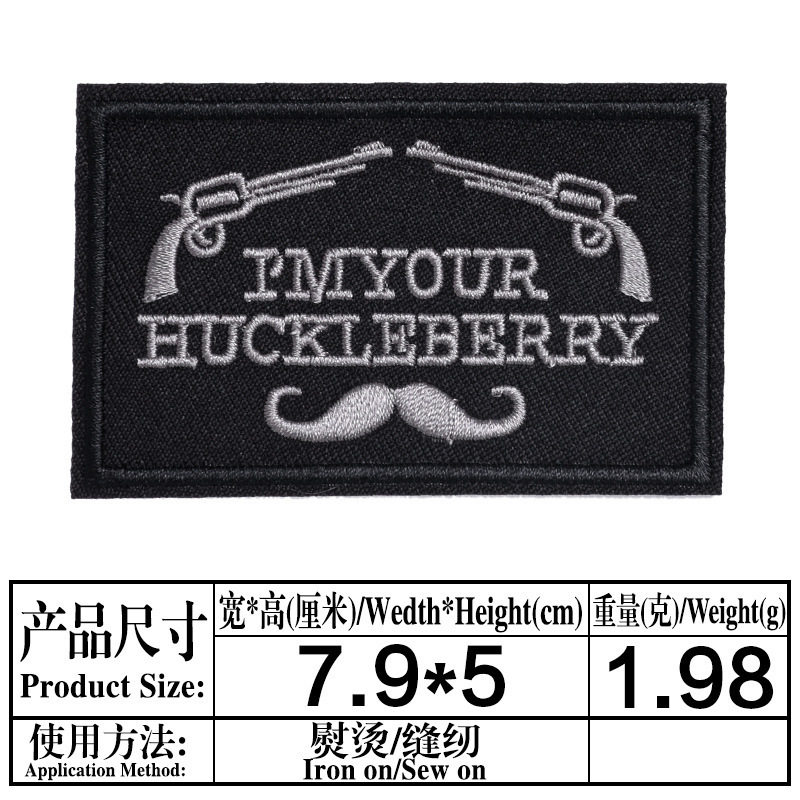 I'M YOUR
HUCKLEBERRY
产品尺寸
Product Size:
宽*高(厘米)/Wedth*Height(cm)
重量(克)/Weight(g)
7.9*5
1.98
使用方法:
Application Method:
熨烫/缝纫
Iron on/Sew on